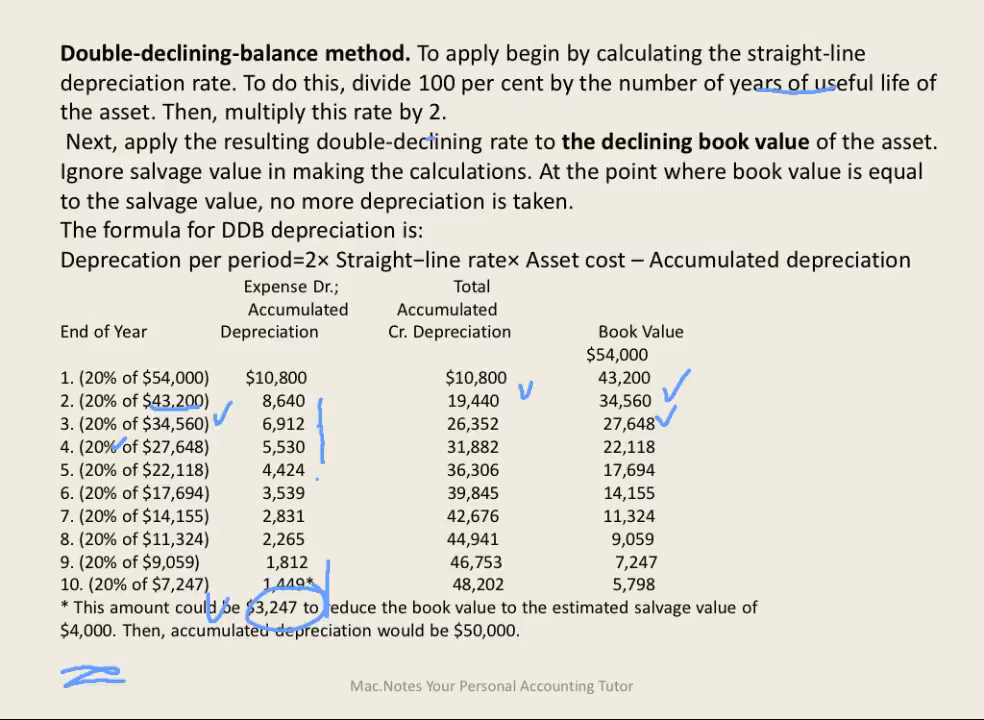 Double-declining-balance method. To apply begin by calculating the straight-line
depreciation rate. To do this, divide 100 per cent by the number of years of useful life of
the asset. Then, multiply this rate by 2.
Next, apply the resulting double-declining rate to the declining book value of the asset.
Ignore salvage value in making the calculations. At the point where book value is equal
to the salvage value, no more depreciation is taken.
The formula for DDB depreciation is:
Deprecation per period=2× Straight−line rate× Asset cost − Accumulated depreciation
Expense Dr.; Total
Accumulated Accumulated
End of Year Depreciation Cr. Depreciation Book Value
$54,000
1. (20% of $54,000) $10,800 $10,800 43,200
2. (20% of $43,200) 8,640 19,440 34,560
3. (20% of $34,560) 6,912 26,352 27,648
4. (20% of $27,648) 5,530 31,882 22,118
5. (20% of $22,118) 4,424 36,306 17,694
6. (20% of $17,694) 3,539 39,845 14,155
7. (20% of $14,155) 2,831 42,676 11,324
8. (20% of $11,324) 2,265 44,941 9,059
9. (20% of $9,059) 1,812 46,753 7,247
10. (20% of $7,247) 1,449* 48,202 5,798
* This amount could be $3,247 to reduce the book value to the estimated salvage value of
$4,000. Then, accumulated depreciation would be $50,000.
Mac.Notes Your Personal Accounting Tutor